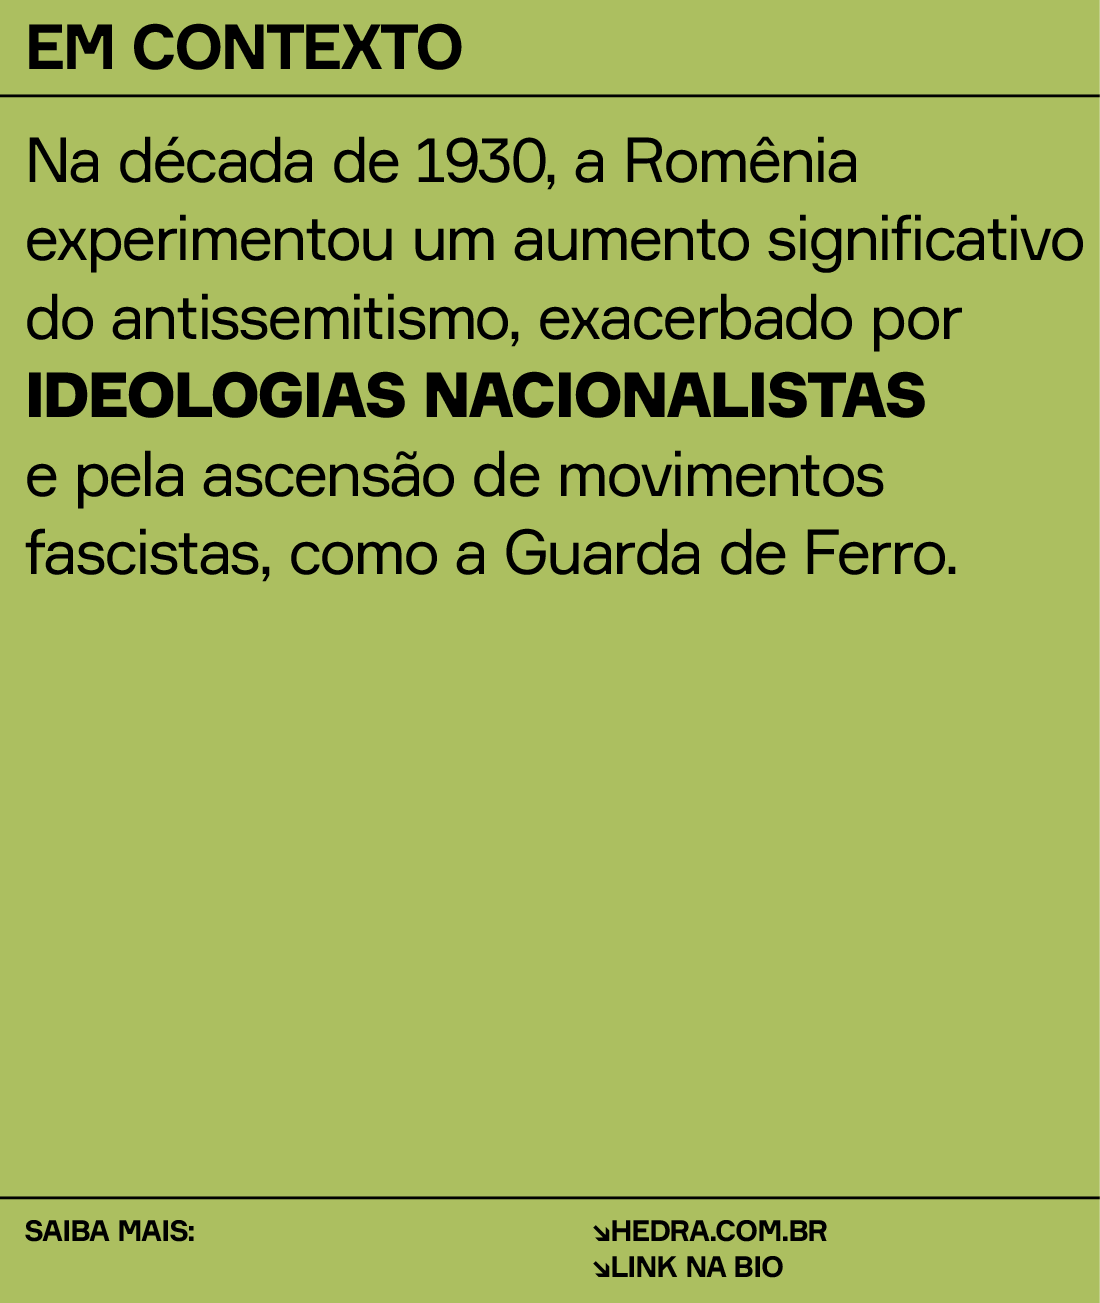 EM CONTEXTO
Na década de 1930, a Romênia
experimentou um aumento significativo
do antissemitismo, exacerbado por
IDEOLOGIAS NACIONALISTAS
e pela ascensão de movimentos
fascistas, como a Guarda de Ferro.
SAIBA MAIS:
↘HEDRA.COM.BR
↘LINK NA BIO